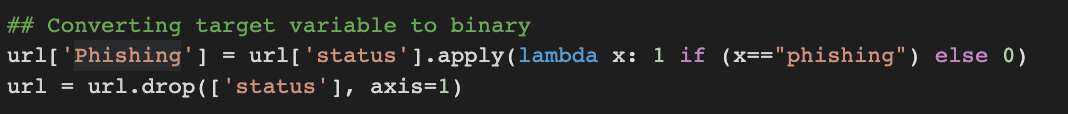 ## Converting target variable to binary
url['Phishing'] = url['status'].apply(lambda x: 1 if (x=="phishing") else 0)
url = url.drop(['status'], axis=1)